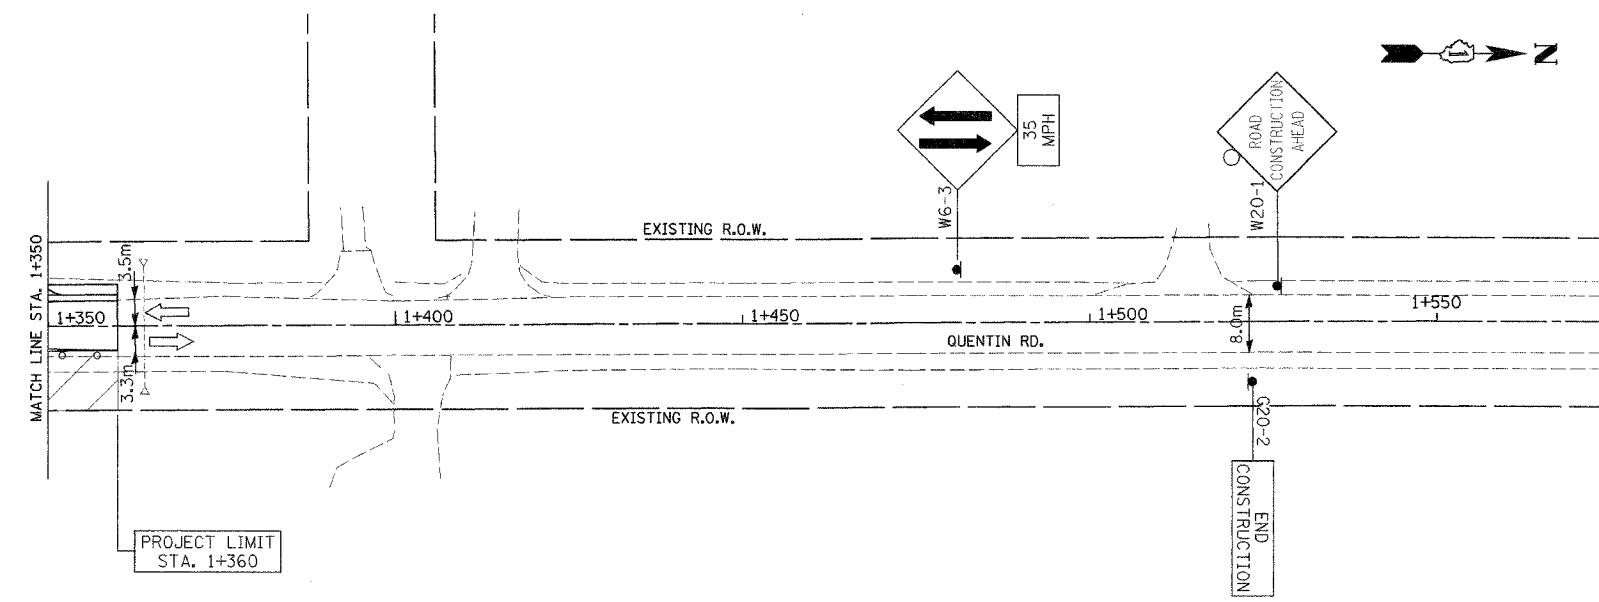 N
35
MPH
ROAD
CONSTRUCTION
AHEAD
W6-3
W20-1
EXISTING R.O.W.
MATCH LINE STA. 1+350
3.5m
1+350
1+400
1+450
1+500
1+550
QUENTIN RD.
8.0m
3.3m
EXISTING R.O.W.
G20-2
END
CONSTRUCTION
PROJECT LIMIT
STA. 1+360